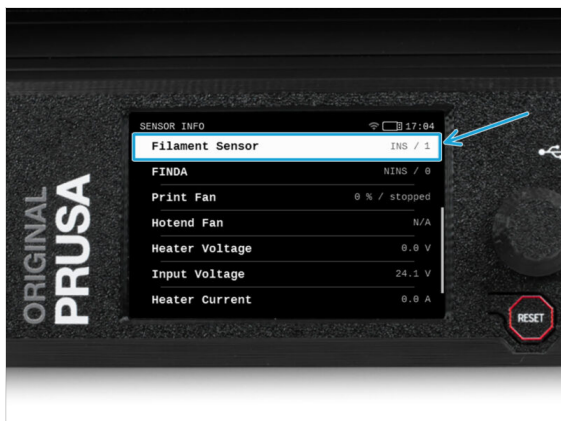 ORIGINAL
PRUSA
SENSOR INFO 17:04
Filament Sensor INS / 1
FINDA NINS / 0
Print Fan 0 % / stopped
Hotend Fan N/A
Heater Voltage 0.0 V
Input Voltage 24.1 V
Heater Current 0.0 A
RESET